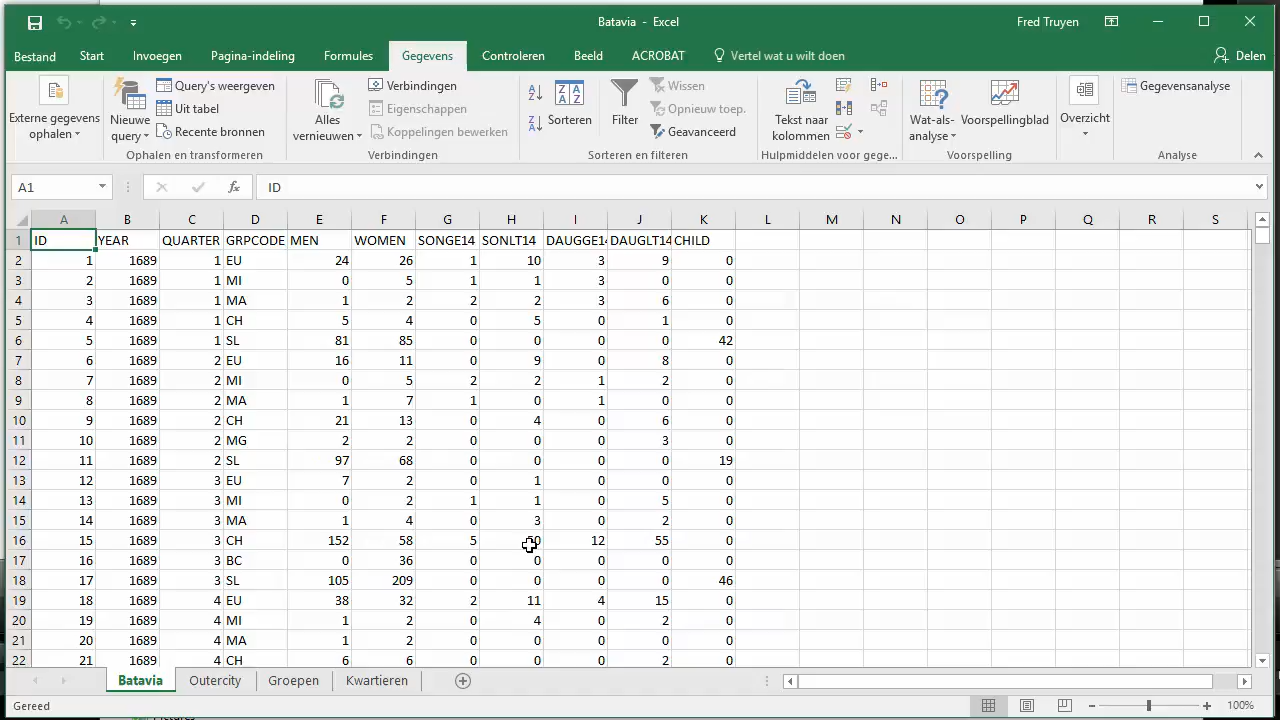 Batavia - Excel
Fred Truyen
Bestand Start Invoegen Pagina-indeling Formules Gegevens Controleren Beeld ACROBAT Vertel wat u wilt doen Delen
Externe gegevens ophalen
Nieuwe query
Query's weergeven
Uit tabel
Recente bronnen
Ophalen en transformeren
Alles vernieuwen
Verbindingen
Eigenschappen
Koppelingen bewerken
Verbindingen
Sorteren
Filter
Wissen
Opnieuw toep.
Geavanceerd
Sorteren en filteren
Tekst naar kolommen
Hulpmiddelen voor gege...
Wat-als-analyse
Voorspellingblad
Voorspelling
Overzicht
Gegevensanalyse
Analyse
A1 fx ID
A B C D E F G H I J K L M N O P Q R S
1 ID YEAR QUARTER GRPCODE MEN WOMEN SONGE14 SONLT14 DAUGGE14 DAUGLT14 CHILD
2 1 1689 1 EU 24 26 1 10 3 9 0
3 2 1689 1 MI 0 5 1 1 3 0 0
4 3 1689 1 MA 1 2 2 2 3 6 0
5 4 1689 1 CH 5 4 0 5 0 1 0
6 5 1689 1 SL 81 85 0 0 0 0 42
7 6 1689 2 EU 16 11 0 9 0 8 0
8 7 1689 2 MI 0 5 2 2 1 2 0
9 8 1689 2 MA 1 7 1 0 1 0 0
10 9 1689 2 CH 21 13 0 4 0 6 0
11 10 1689 2 MG 2 2 0 0 0 3 0
12 11 1689 2 SL 97 68 0 0 0 0 19
13 12 1689 3 EU 7 2 0 1 0 0 0
14 13 1689 3 MI 0 2 1 1 0 5 0
15 14 1689 3 MA 1 4 0 3 0 2 0
16 15 1689 3 CH 152 58 5 12 55 0
17 16 1689 3 BC 0 36 0 0 0 0 0
18 17 1689 3 SL 105 209 0 0 0 0 46
19 18 1689 4 EU 38 32 2 11 4 15 0
20 19 1689 4 MI 1 2 0 4 0 2 0
21 20 1689 4 MA 1 2 0 0 0 0 0
22 21 1689 4 CH 6 6 0 0 0 2 0
Batavia Outercity Groepen Kwartieren
Gereed 100%